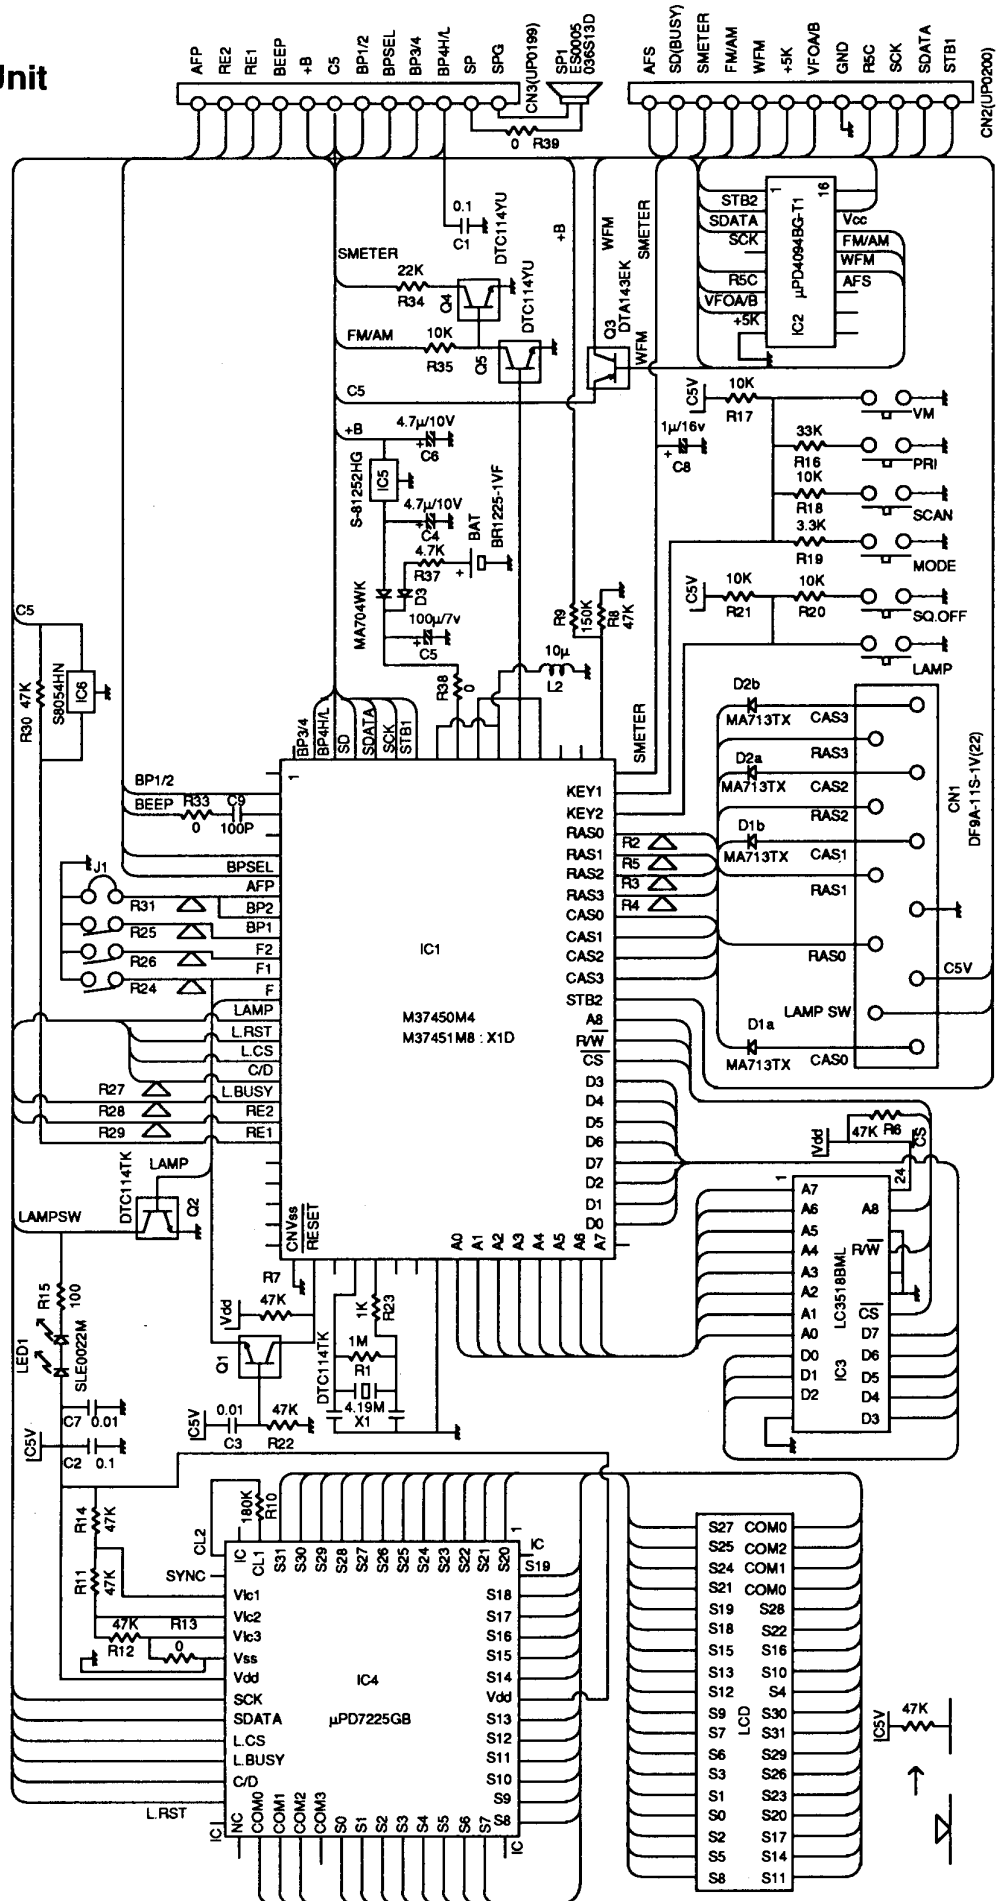 Unit
AFP
RE2
RE1
BEEP
+B
C5
BP1/2
BPSEL
BP3/4
BP4H/L
SP
SPG
CN3(UP0199)
SP1
ES0005
036S13D
0 R39
AFS
SD(BUSY)
SMETER
FM/AM
WFM
+5K
VFOA/B
GND
R5C
SCK
SDATA
STB1
CN2(UP0200)
0.1
C1
DTC114YU
SMETER
22K
R34
Q4
DTC114YU
FM/AM
10K
R35
Q5
C5
+B
WFM
SMETER
Q3
DTA143EK
WFM
1
16
STB2
SDATA
SCK
R5C
VFOA/B
+5K
µPD4094BG-T1
IC2
Vcc
FM/AM
WFM
AFS
+B
4.7µ/10V
+ C6
S-81252HG
IC5
4.7µ/10V
+ C4
BAT
BR1225-1VF
4.7K
R37
+
MA704WK
D3
100µ/7v
+ C5
R38
0
10µ
L2
R9
150K
R8
47K
1µ/16v
+ C8
C5V
10K
R17
VM
33K
R16
PRI
10K
R18
SCAN
3.3K
R19
MODE
C5V
10K
R21
10K
R20
SQ.OFF
LAMP
C5
R30 47K
S8054HN
IC6
BP3/4
BP4H/L
SD
SDATA
SCK
STB1
SMETER
D2b
MA713TX
CAS3
RAS3
D2a
MA713TX
CAS2
RAS2
D1b
MA713TX
CAS1
RAS1
RAS0
C5V
LAMP SW
D1a
MA713TX
CAS0
CN1
DF9A-11S-1V(22)
1
BP1/2
BEEP
R33
0
C9
100P
BPSEL
AFP
BP2
BP1
F2
F1
F
LAMP
L.RST
L.CS
C/D
L.BUSY
RE2
RE1
J1
R31
R25
R26
R24
R27
R28
R29
IC1
M37450M4
M37451M8 : X1D
KEY1
KEY2
RAS0
RAS1
RAS2
RAS3
CAS0
CAS1
CAS2
CAS3
STB2
A8
R/W
CS
D3
D4
D5
D6
D7
D2
D1
D0
R2
R5
R3
R4
CNVss
RESET
A0
A1
A2
A3
A4
A5
A6
A7
LAMP
DTC114TK
Q2
LAMPSW
R15
100
LED1
SLE0022M
C7 0.01
IC5V
C2 0.1
R7
47K
Vdd
Q1
DTC114TK
1K
R23
1M
R1
4.19M
X1
IC5V
0.01
C3
47K
R22
Vdd
47K
R6
CS
1
24
A7
A6
A5
A4
A3
A2
A1
A0
D0
D1
D2
LC3518BML
IC3
A8
R/W
CS
D7
D6
D5
D4
D3
R14
47K
R11
47K
47K
R12
R13
0
CL2
180K
R10
IC
CL1
S31
S30
S29
S28
S27
S26
S25
S24
S23
S22
S21
S20
1
IC
S19
SYNC
Vlc1
Vlc2
Vlc3
Vss
Vdd
SCK
SDATA
L.CS
L.BUSY
C/D
L.RST
IC4
µPD7225GB
S18
S17
S16
S15
S14
Vdd
S13
S12
S11
S10
S9
S8
IC
NC
COM0
COM1
COM2
COM3
S0
S1
S2
S3
S4
S5
S6
S7
IC
S27 COM0
S25 COM2
S24 COM1
S21 COM0
S19 S28
S18 S22
S15 S16
S13 S10
S12 S4
S9 S30
S7 S31
S6 S29
S3 S26
S1 S23
S0 S20
S2 S17
S5 S14
S8 S11
LCD
IC5V
47K